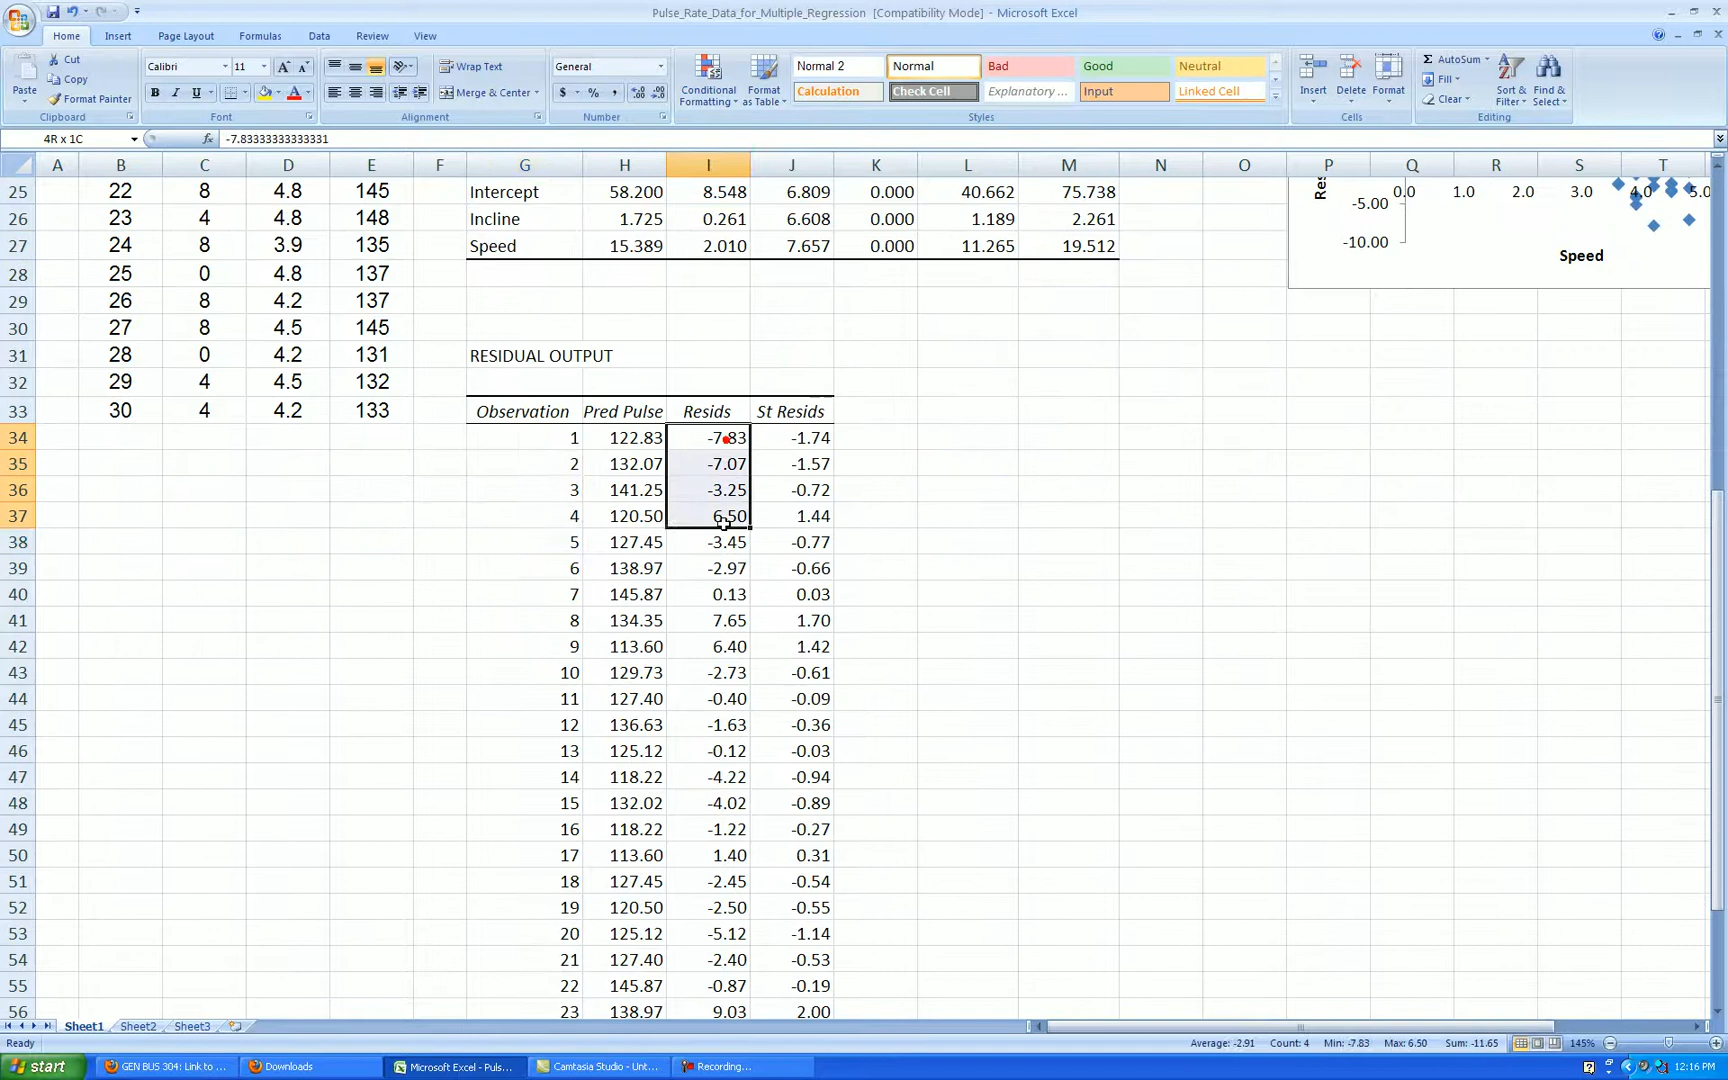 Pulse_Rate_Data_for_Multiple_Regression [Compatibility Mode] - Microsoft Excel
Home Insert Page Layout Formulas Data Review View
Paste Cut Copy Format Painter Clipboard
Calibri 11 B I U Font
Wrap Text Merge & Center Alignment
General $ % , Number
Conditional Formatting Format as Table
Normal 2 Normal Bad Good Neutral
Calculation Check Cell Explanatory ... Input Linked Cell
Styles
Insert Delete Format Cells
Σ AutoSum Fill Clear Sort & Filter Find & Select Editing
4R x 1C fx -7.83333333333331
A B C D E F G H I J K L M N O P Q R S T
25 22 8 4.8 145 Intercept 58.200 8.548 6.809 0.000 40.662 75.738
26 23 4 4.8 148 Incline 1.725 0.261 6.608 0.000 1.189 2.261
27 24 8 3.9 135 Speed 15.389 2.010 7.657 0.000 11.265 19.512
Res 0.0 1.0 2.0 3.0 4.0 5.0
-5.00
-10.00
Speed
28 25 0 4.8 137
29 26 8 4.2 137
30 27 8 4.5 145
31 28 0 4.2 131 RESIDUAL OUTPUT
32 29 4 4.5 132
33 30 4 4.2 133 Observation Pred Pulse Resids St Resids
34 1 122.83 -7.83 -1.74
35 2 132.07 -7.07 -1.57
36 3 141.25 -3.25 -0.72
37 4 120.50 6.50 1.44
38 5 127.45 -3.45 -0.77
39 6 138.97 -2.97 -0.66
40 7 145.87 0.13 0.03
41 8 134.35 7.65 1.70
42 9 113.60 6.40 1.42
43 10 129.73 -2.73 -0.61
44 11 127.40 -0.40 -0.09
45 12 136.63 -1.63 -0.36
46 13 125.12 -0.12 -0.03
47 14 118.22 -4.22 -0.94
48 15 132.02 -4.02 -0.89
49 16 118.22 -1.22 -0.27
50 17 113.60 1.40 0.31
51 18 127.45 -2.45 -0.54
52 19 120.50 -2.50 -0.55
53 20 125.12 -5.12 -1.14
54 21 127.40 -2.40 -0.53
55 22 145.87 -0.87 -0.19
56 23 138.97 9.03 2.00
Sheet1 Sheet2 Sheet3
Ready Average: -2.91 Count: 4 Min: -7.83 Max: 6.50 Sum: -11.65 145%
start GEN BUS 304: Link to ... Downloads Microsoft Excel - Puls... Camtasia Studio - Unt... Recording... 12:16 PM